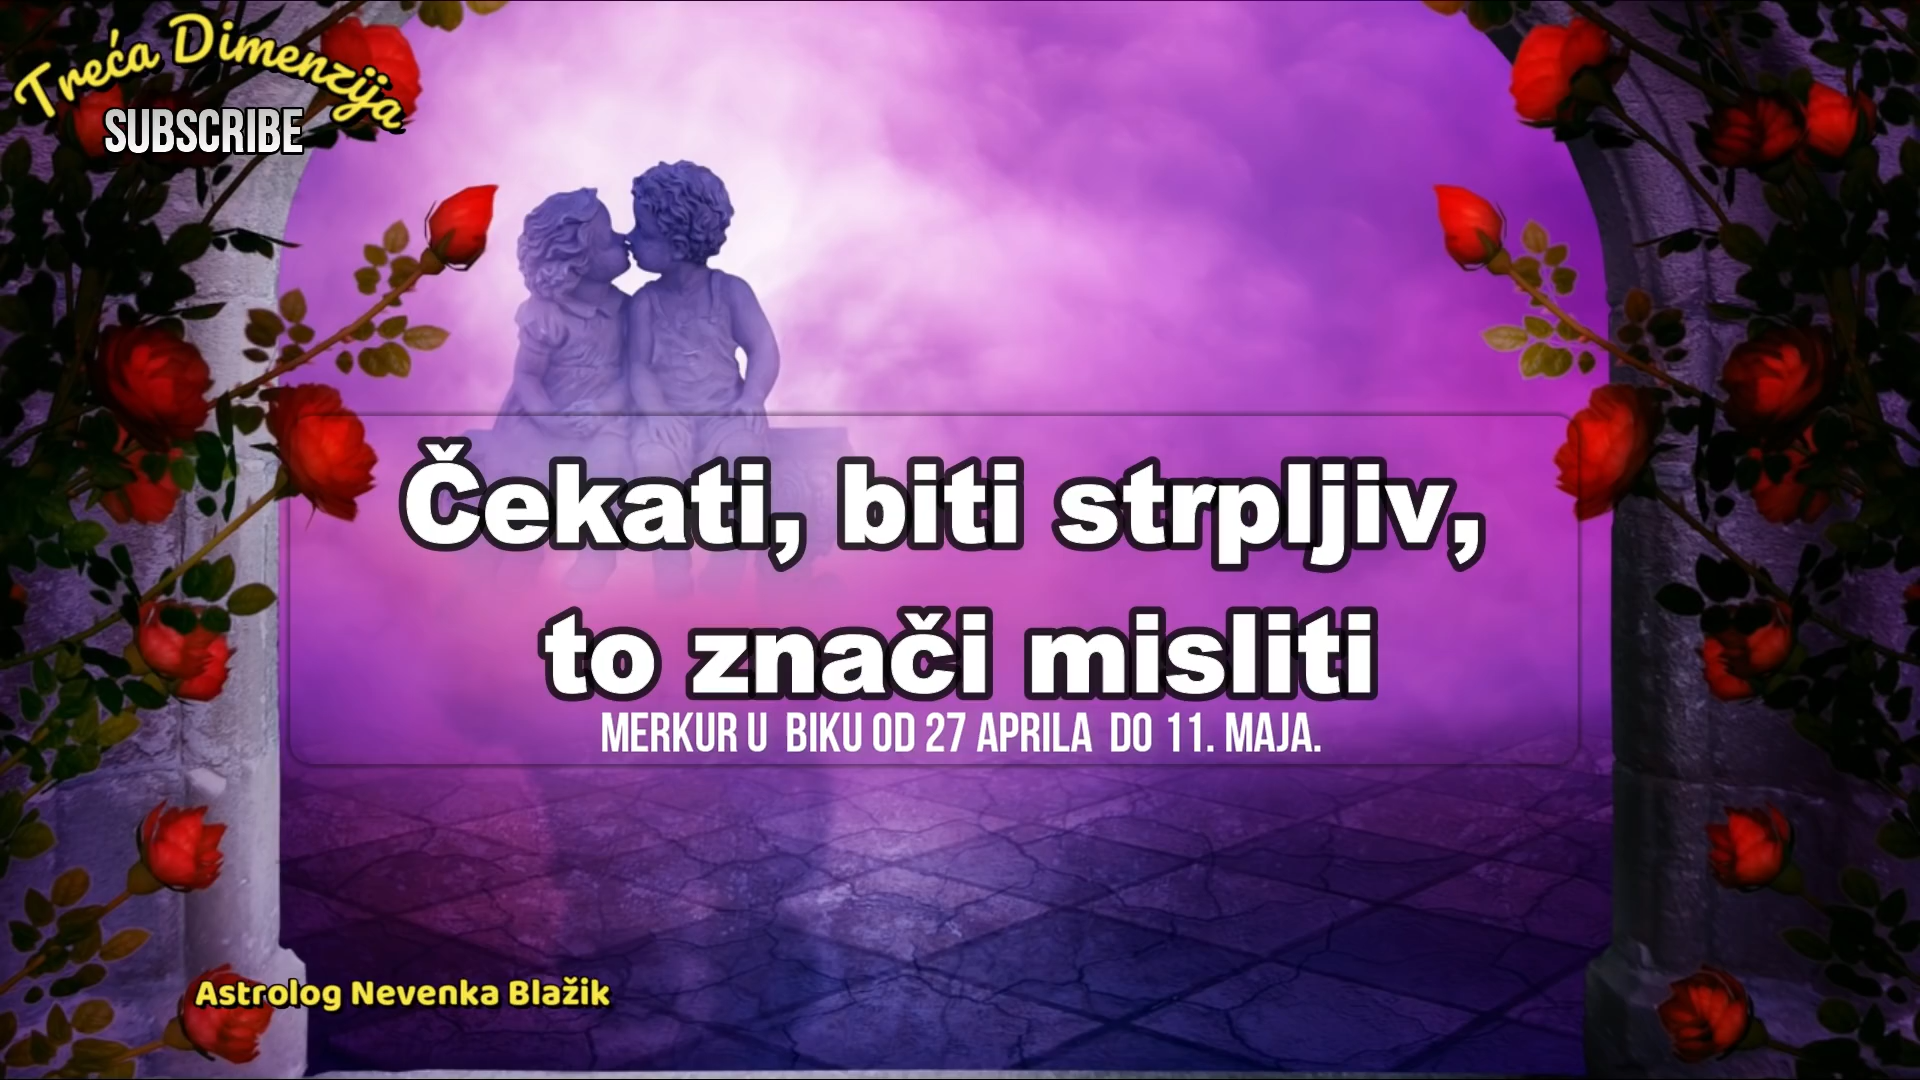 Treća Dimenzija
SUBSCRIBE
Čekati, biti strpljiv,
to znači misliti
MERKUR U BIKU OD 27 APRILA DO 11. MAJA.
Astrolog Nevenka Blažik